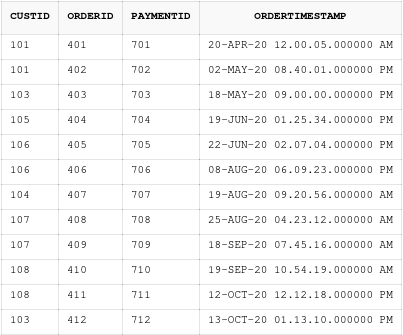 CUSTID ORDERID PAYMENTID ORDERTIMESTAMP
101 401 701 20-APR-20 12.00.05.000000 AM
101 402 702 02-MAY-20 08.40.01.000000 PM
103 403 703 18-MAY-20 09.00.00.000000 PM
105 404 704 19-JUN-20 01.25.34.000000 PM
106 405 705 22-JUN-20 02.07.04.000000 PM
106 406 706 08-AUG-20 06.09.23.000000 PM
104 407 707 19-AUG-20 09.20.56.000000 AM
107 408 708 25-AUG-20 04.23.12.000000 AM
107 409 709 18-SEP-20 07.45.16.000000 AM
108 410 710 19-SEP-20 10.54.19.000000 AM
108 411 711 12-OCT-20 12.12.18.000000 PM
103 412 712 13-OCT-20 01.13.10.000000 PM